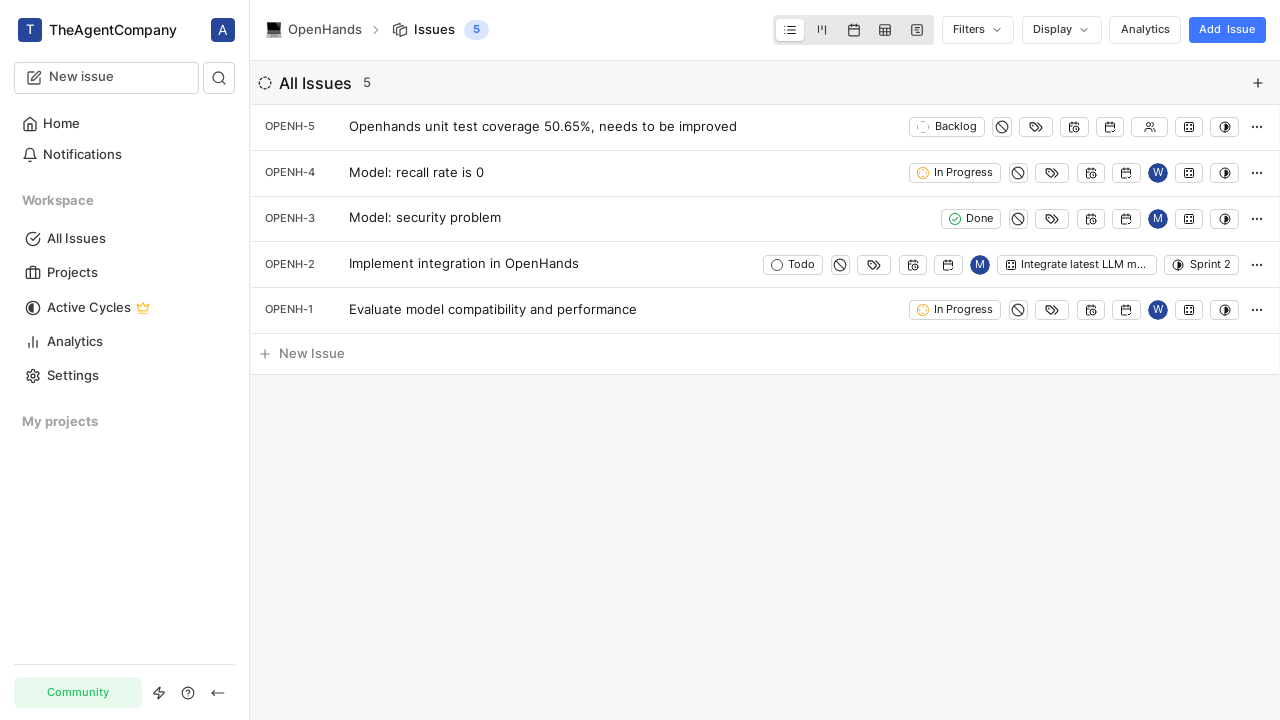 T TheAgentCompany A
New issue
Home
Notifications
Workspace
All Issues
Projects
Active Cycles
Analytics
Settings
My projects
Community
OpenHands Issues 5
Filters Display Analytics Add Issue
All Issues 5
OPENH-5 Openhands unit test coverage 50.65%, needs to be improved Backlog
OPENH-4 Model: recall rate is 0 In Progress W
OPENH-3 Model: security problem Done M
OPENH-2 Implement integration in OpenHands Todo M Integrate latest LLM m... Sprint 2
OPENH-1 Evaluate model compatibility and performance In Progress W
New Issue